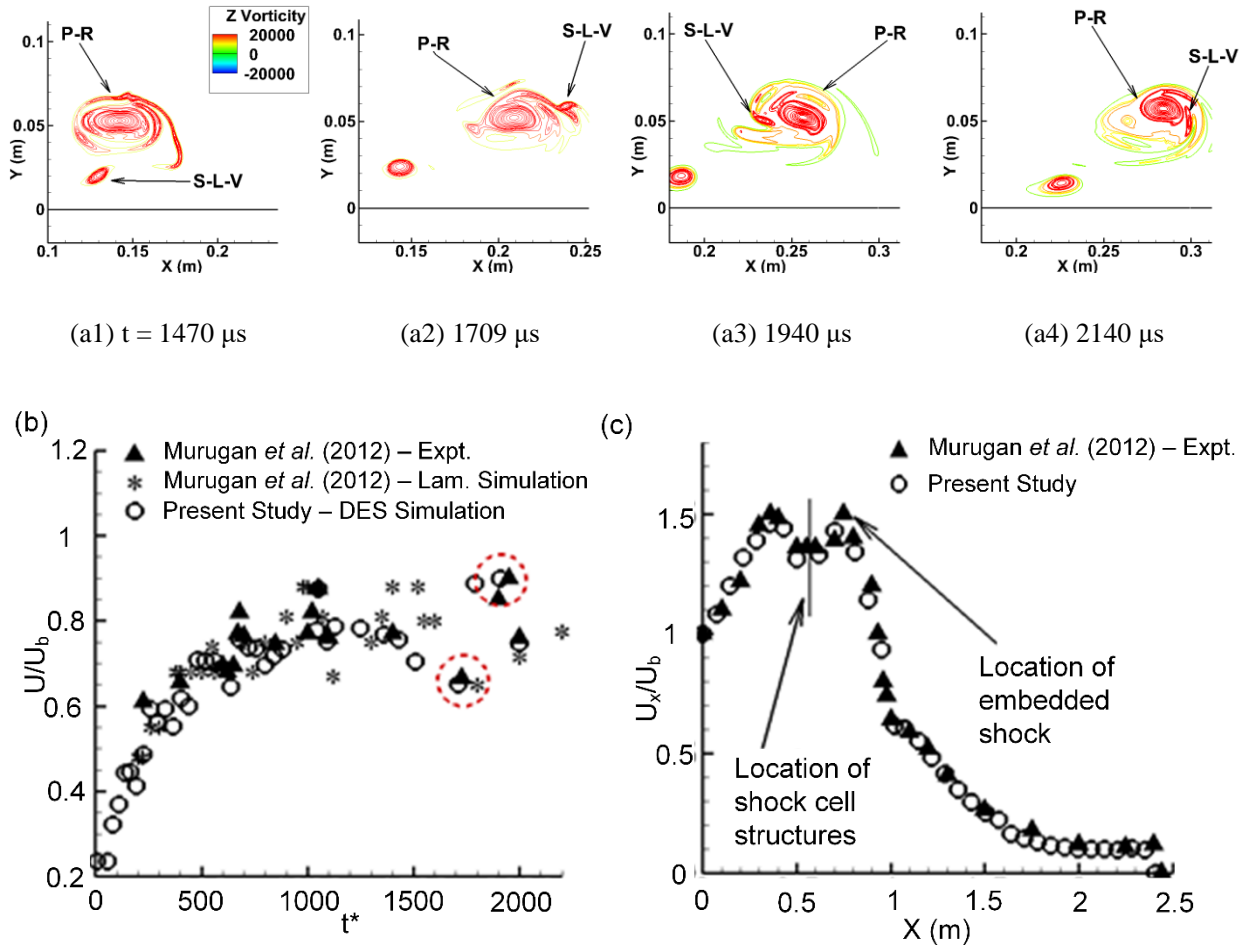 Z Vorticity
20000
0
-20000
P-R
S-L-V
Y (m)
0.1
0.05
0
0.1
0.2
X (m)
P-R
S-L-V
Y (m)
0.1
0.05
0
0.15
0.2
0.25
X (m)
S-L-V
P-R
Y (m)
0.1
0.05
0
0.2
0.3
X (m)
P-R
S-L-V
Y (m)
0.1
0.05
0
0.2
0.3
X (m)
(a1) t = 1470 μs
(a2) 1709 μs
(a3) 1940 μs
(a4) 2140 μs
(b)
Murugan et al. (2012) – Expt.
Murugan et al. (2012) – Lam. Simulation
Present Study – DES Simulation
U/U_b
1.2
1
0.8
0.6
0.4
0.2
0
500
1000
1500
2000
t*
(c)
Murugan et al. (2012) – Expt.
Present Study
U_x/U_b
1.5
1
0.5
0
Location of
embedded
shock
Location of
shock cell
structures
0
0.5
1
1.5
2
2.5
X (m)